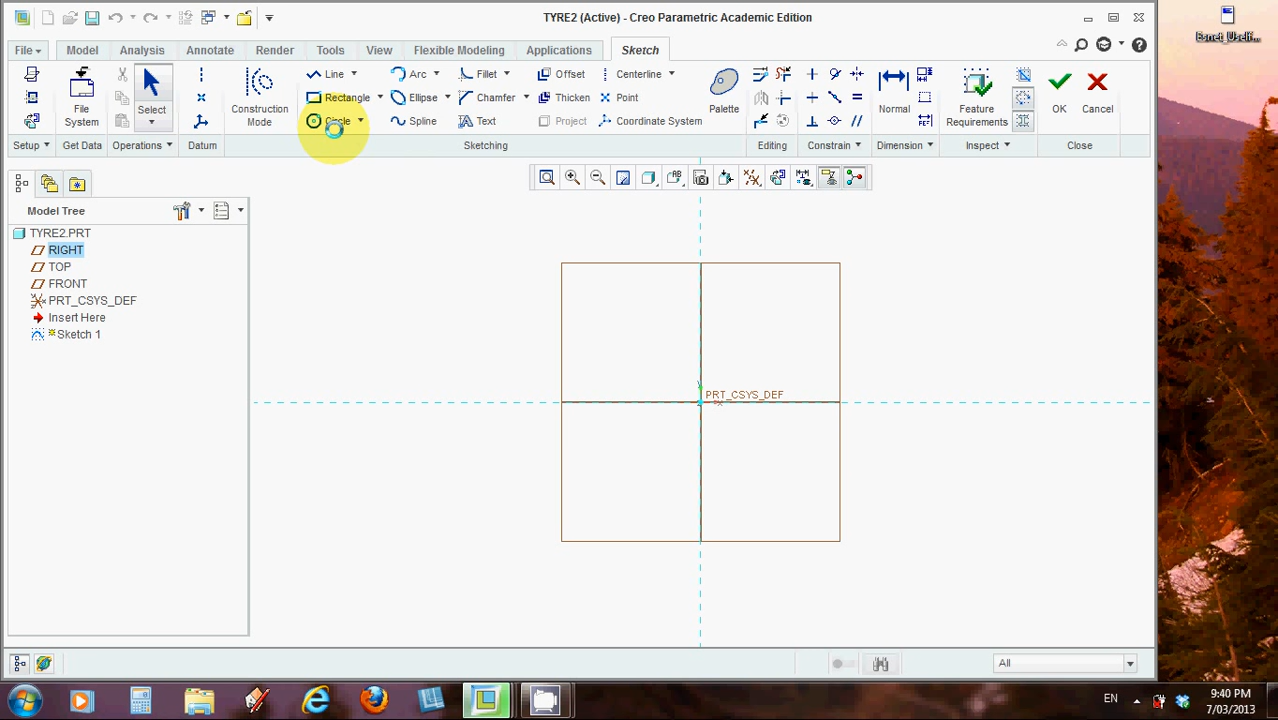 TYRE2 (Active) - Creo Parametric Academic Edition
File Model Analysis Annotate Render Tools View Flexible Modeling Applications Sketch
Line Arc Fillet Offset Centerline
Rectangle Ellipse Chamfer Thicken Point
Circle Spline Text Project Coordinate System
File System
Select
Construction Mode
Palette
Normal
Feature Requirements
OK
Cancel
Setup Get Data Operations Datum Sketching Editing Constrain Dimension Inspect Close
Model Tree
TYRE2.PRT
RIGHT
TOP
FRONT
PRT_CSYS_DEF
Insert Here
Sketch 1
PRT_CSYS_DEF
All
EN
9:40 PM
7/03/2013